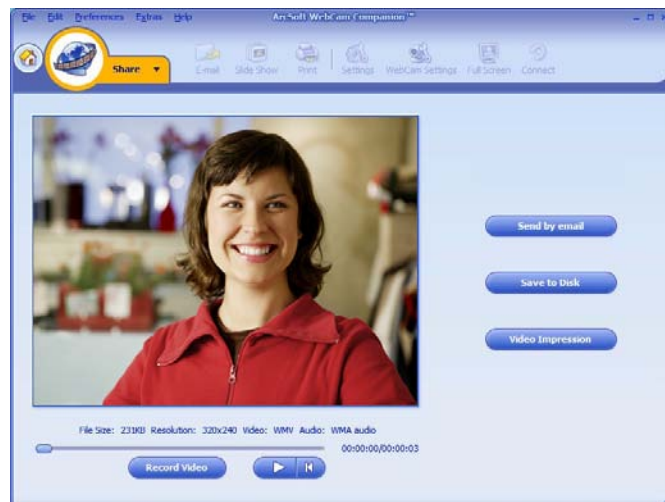 File Edit Preferences Extras Help
ArcSoft WebCam Companion™
Share
E-mail Slide Show Print Settings WebCam Settings Full Screen Connect
Send by email
Save to Disk
Video Impression
File Size: 231KB Resolution: 320x240 Video: WMV Audio: WMA audio
00:00:00/00:00:03
Record Video